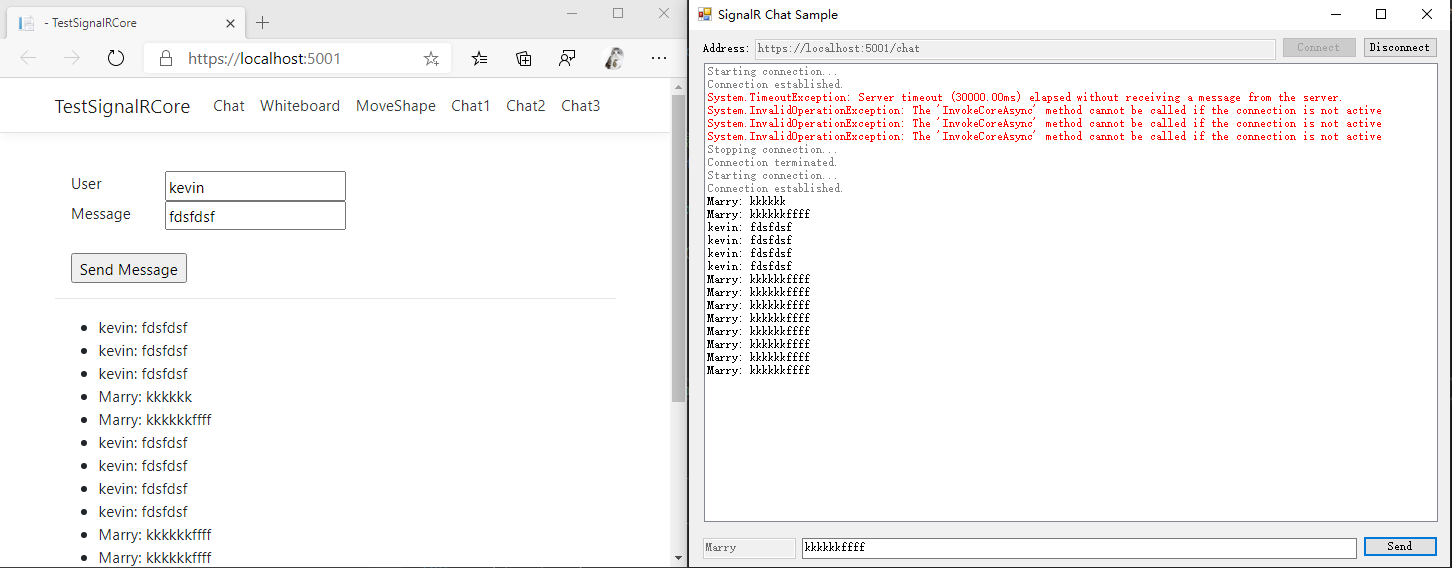 - TestSignalRCore
https://localhost:5001
TestSignalRCore Chat Whiteboard MoveShape Chat1 Chat2 Chat3
User kevin
Message fdsfdsf
Send Message
kevin: fdsfdsf
kevin: fdsfdsf
kevin: fdsfdsf
Marry: kkkkkk
Marry: kkkkkkffff
kevin: fdsfdsf
kevin: fdsfdsf
kevin: fdsfdsf
kevin: fdsfdsf
Marry: kkkkkkffff
Marry: kkkkkkffff
SignalR Chat Sample
Address: https://localhost:5001/chat Connect Disconnect
Starting connection...
Connection established.
System.TimeoutException: Server timeout (30000.00ms) elapsed without receiving a message from the server.
System.InvalidOperationException: The 'InvokeCoreAsync' method cannot be called if the connection is not active
System.InvalidOperationException: The 'InvokeCoreAsync' method cannot be called if the connection is not active
System.InvalidOperationException: The 'InvokeCoreAsync' method cannot be called if the connection is not active
Stopping connection...
Connection terminated.
Starting connection...
Connection established.
Marry: kkkkkk
Marry: kkkkkkffff
kevin: fdsfdsf
kevin: fdsfdsf
kevin: fdsfdsf
kevin: fdsfdsf
Marry: kkkkkkffff
Marry: kkkkkkffff
Marry: kkkkkkffff
Marry: kkkkkkffff
Marry: kkkkkkffff
Marry: kkkkkkffff
Marry: kkkkkkffff
Marry: kkkkkkffff
Marry kkkkkkffff Send